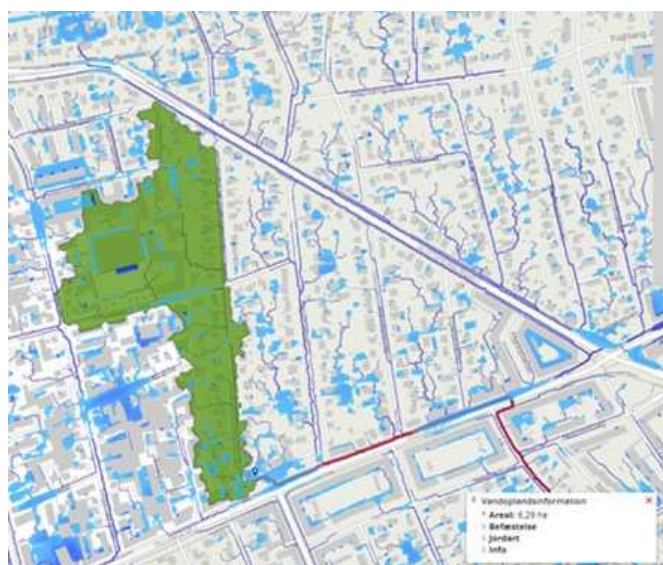 Vandoplandsinformation
Areal: 6,29 ha
Befæstelse
Jordart
Info